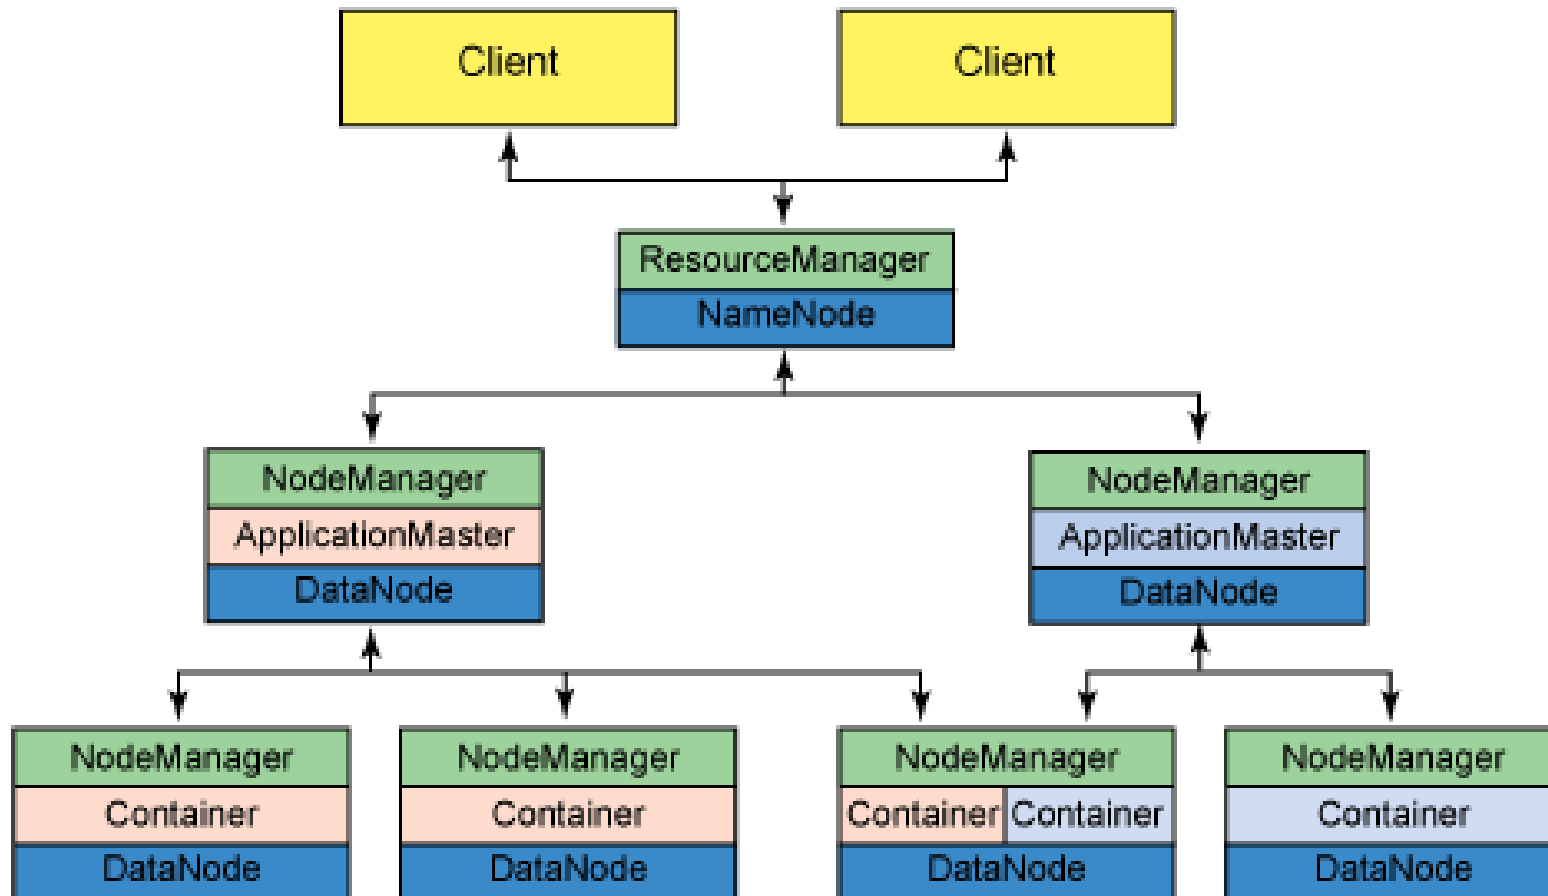 Client Client
ResourceManager
NameNode
NodeManager NodeManager
ApplicationMaster ApplicationMaster
DataNode DataNode
NodeManager NodeManager NodeManager NodeManager
Container Container Container Container Container
DataNode DataNode DataNode DataNode